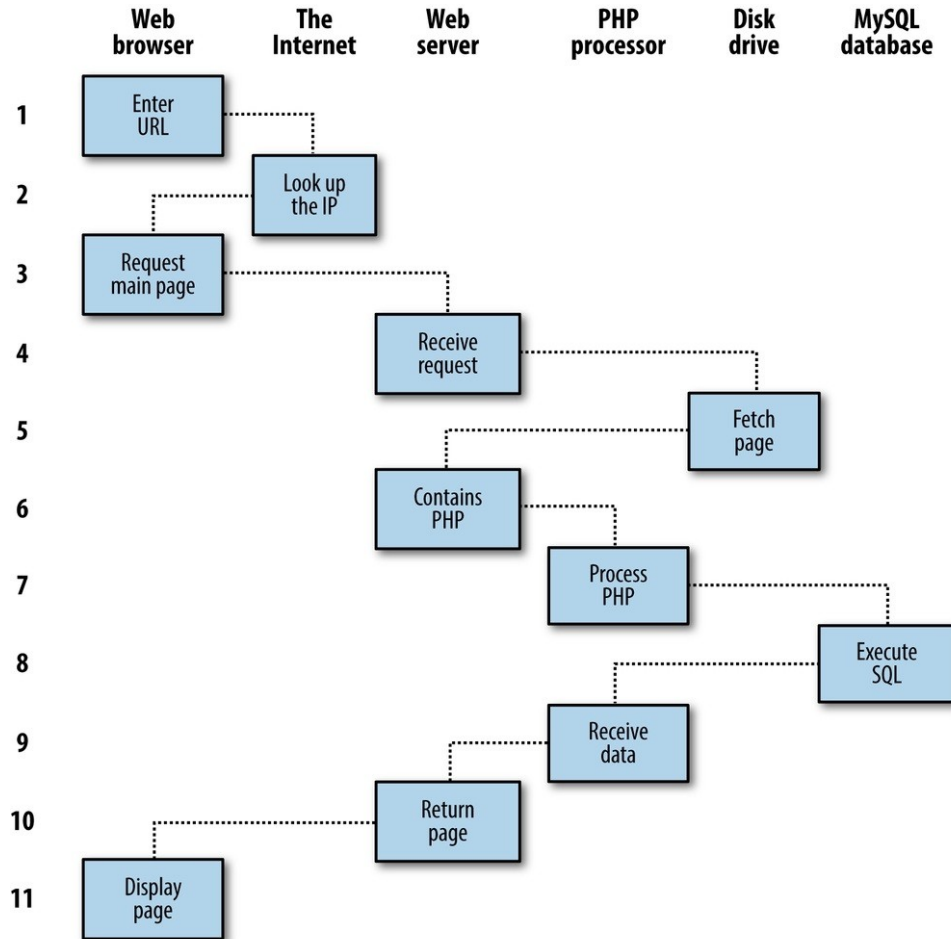 Web
browser
The
Internet
Web
server
PHP
processor
Disk
drive
MySQL
database
1
Enter
URL
2
Look up
the IP
3
Request
main page
4
Receive
request
5
Fetch
page
6
Contains
PHP
7
Process
PHP
8
Execute
SQL
9
Receive
data
10
Return
page
11
Display
page